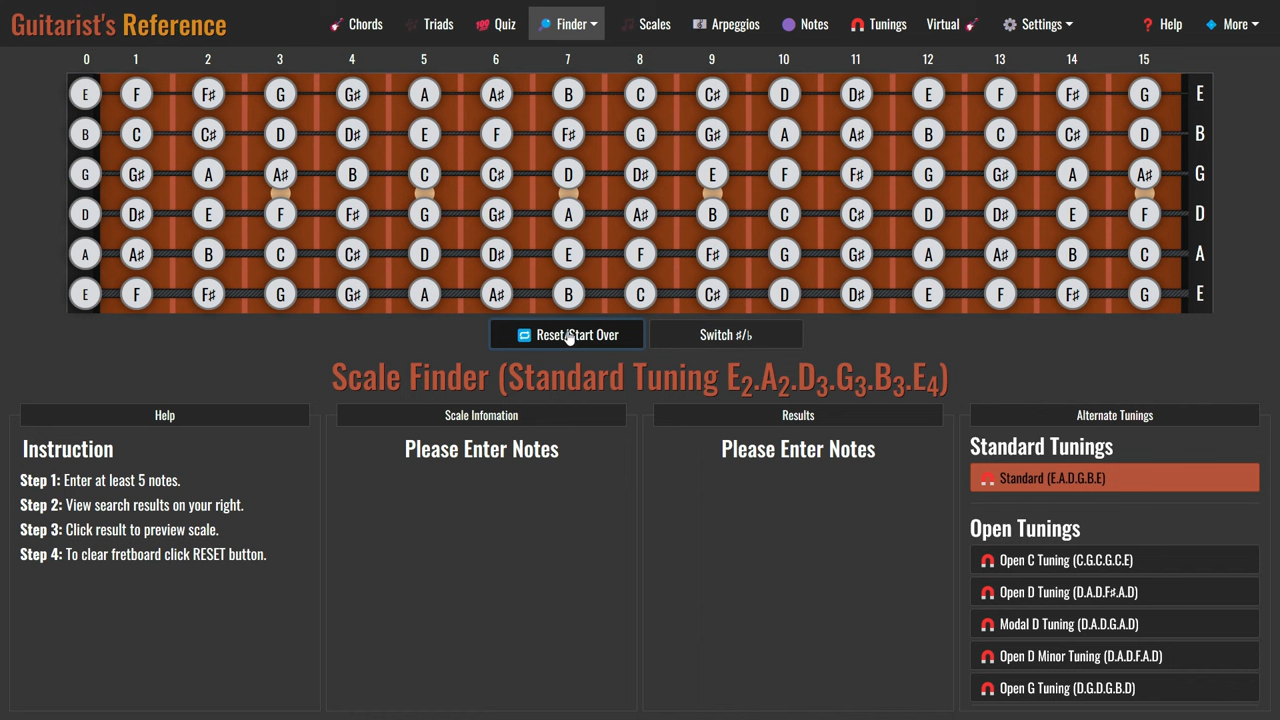 Guitarist's Reference
Chords Triads Quiz Finder Scales Arpeggios Notes Tunings Virtual Settings Help More
0 1 2 3 4 5 6 7 8 9 10 11 12 13 14 15
E F F♯ G G♯ A A♯ B C C♯ D D♯ E F F♯ G E
B C C♯ D D♯ E F F♯ G G♯ A A♯ B C C♯ D B
G G♯ A A♯ B C C♯ D D♯ E F F♯ G G♯ A A♯ G
D D♯ E F F♯ G G♯ A A♯ B C C♯ D D♯ E F D
A A♯ B C C♯ D D♯ E F F♯ G G♯ A A♯ B C A
E F F♯ G G♯ A A♯ B C C♯ D D♯ E F F♯ G E
Reset/Start Over
Switch ♯/♭
Scale Finder (Standard Tuning E₂.A₂.D₃.G₃.B₃.E₄)
Help
Instruction
Step 1: Enter at least 5 notes.
Step 2: View search results on your right.
Step 3: Click result to preview scale.
Step 4: To clear fretboard click RESET button.
Scale Infomation
Please Enter Notes
Results
Please Enter Notes
Alternate Tunings
Standard Tunings
Standard (E.A.D.G.B.E)
Open Tunings
Open C Tuning (C.G.C.G.C.E)
Open D Tuning (D.A.D.F♯.A.D)
Modal D Tuning (D.A.D.G.A.D)
Open D Minor Tuning (D.A.D.F.A.D)
Open G Tuning (D.G.D.G.B.D)